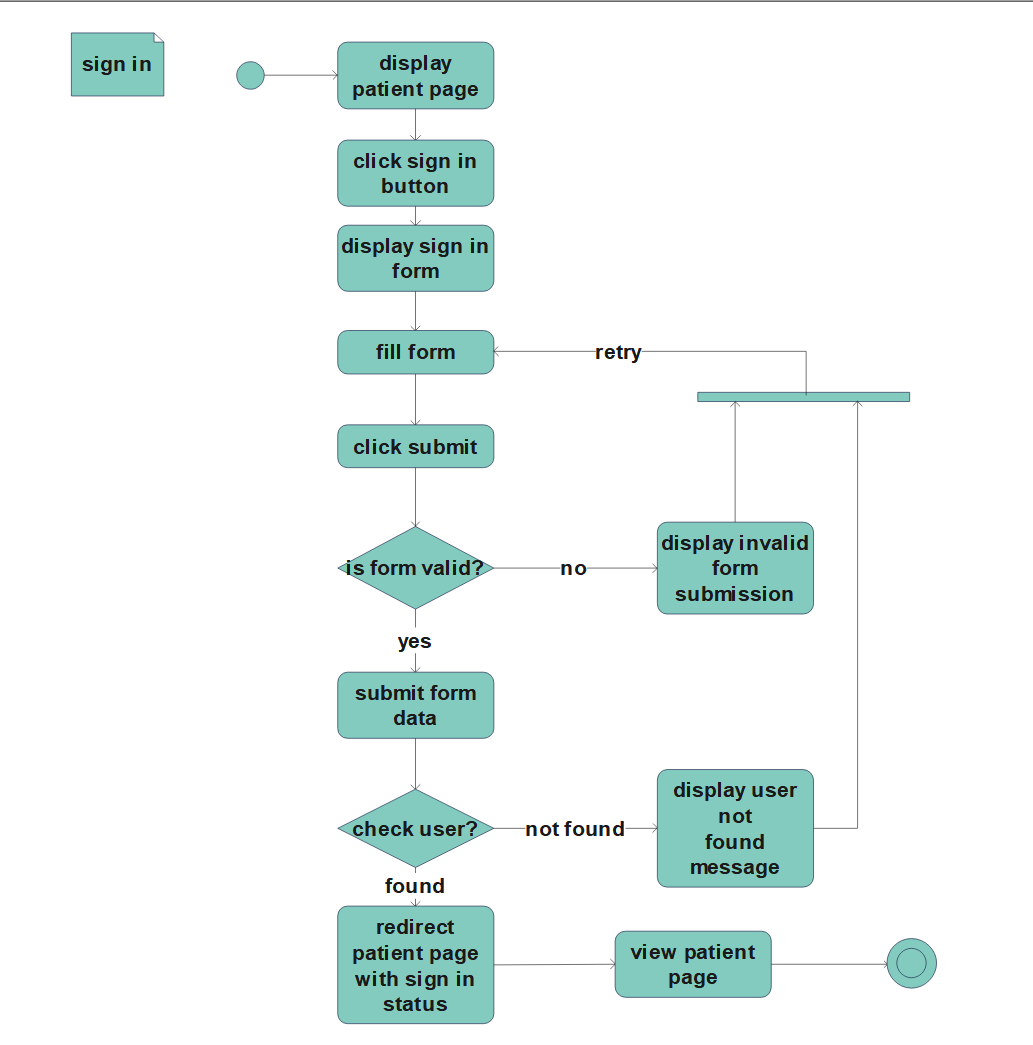 sign in
display
patient page
click sign in
button
display sign in
form
fill form
retry
click submit
is form valid?
no
display invalid
form
submission
yes
submit form
data
check user?
not found
display user
not
found
message
found
redirect
patient page
with sign in
status
view patient
page